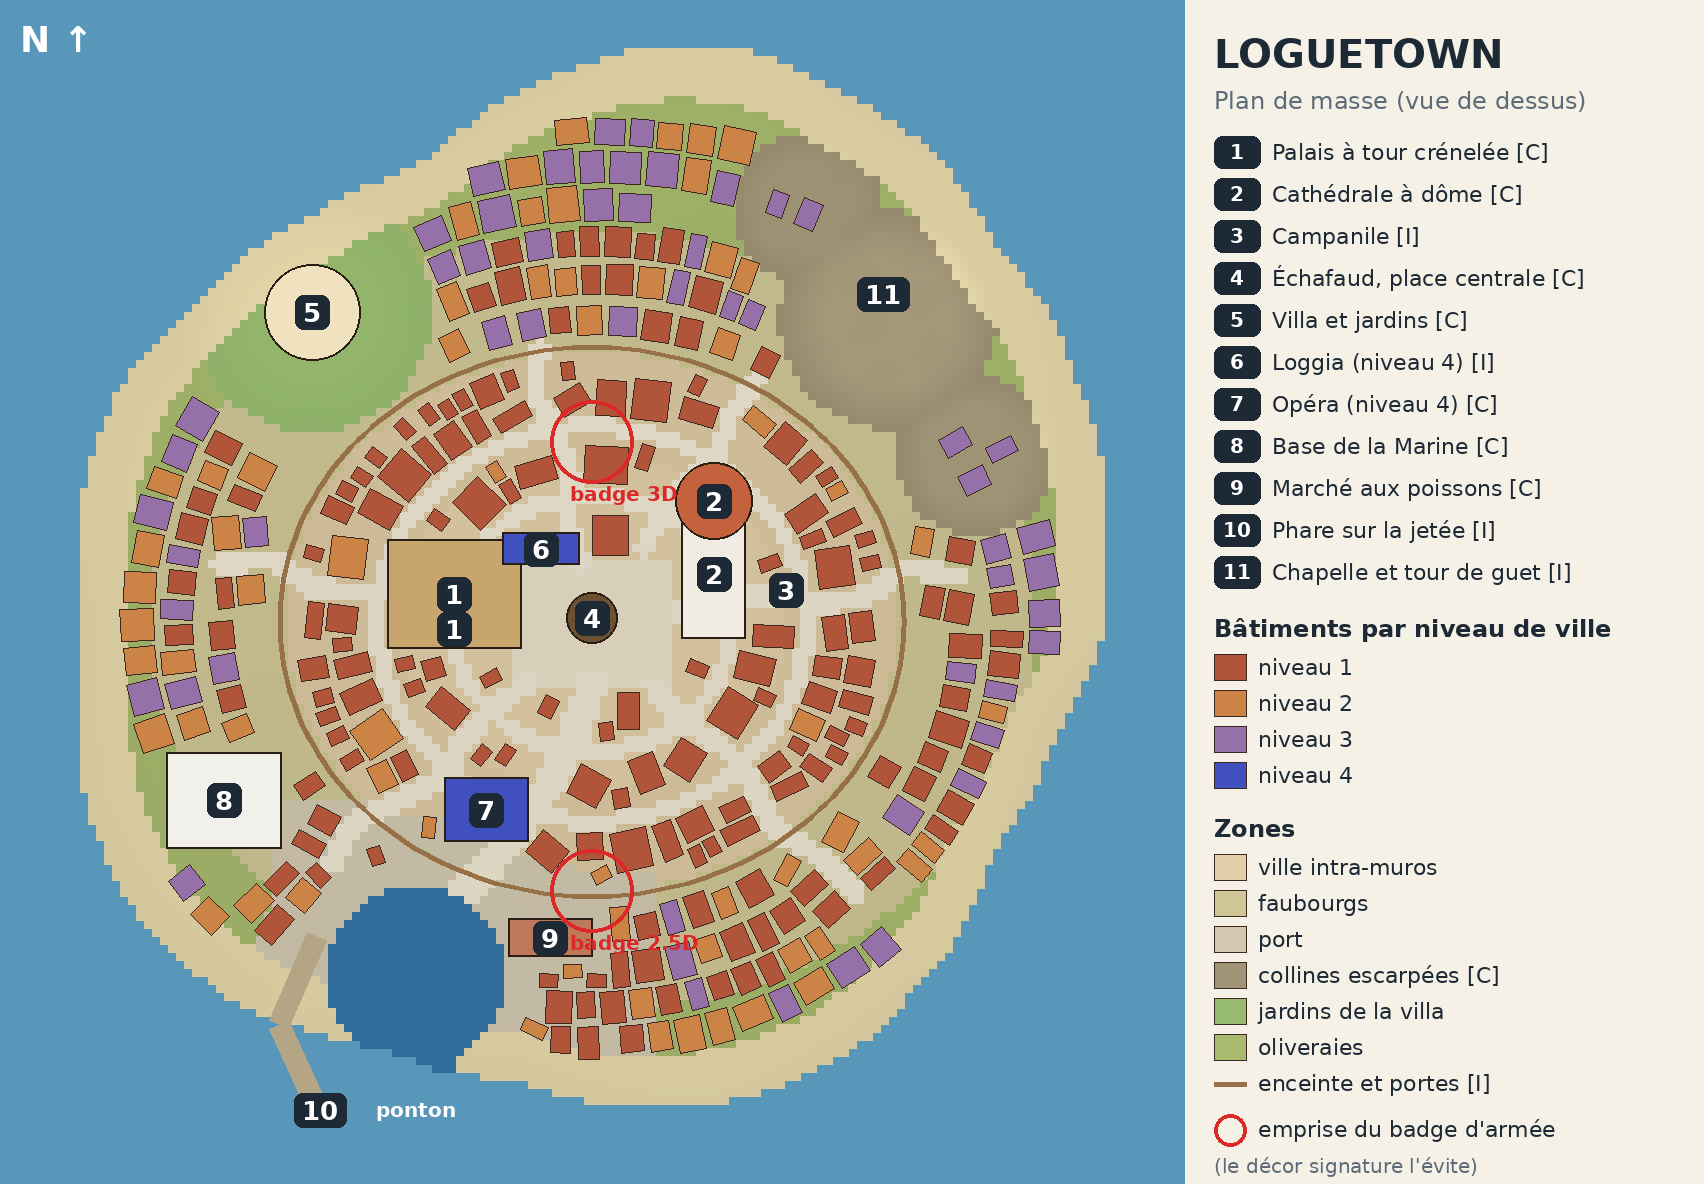 N ↑
5
11
2
badge 3D
6
2
1
3
4
1
8
7
9
badge 2.5D
10
ponton
LOGUETOWN
Plan de masse (vue de dessus)
1 Palais à tour crénelée [C]
2 Cathédrale à dôme [C]
3 Campanile [I]
4 Échafaud, place centrale [C]
5 Villa et jardins [C]
6 Loggia (niveau 4) [I]
7 Opéra (niveau 4) [C]
8 Base de la Marine [C]
9 Marché aux poissons [C]
10 Phare sur la jetée [I]
11 Chapelle et tour de guet [I]
Bâtiments par niveau de ville
niveau 1
niveau 2
niveau 3
niveau 4
Zones
ville intra-muros
faubourgs
port
collines escarpées [C]
jardins de la villa
oliveraies
enceinte et portes [I]
emprise du badge d'armée
(le décor signature l'évite)